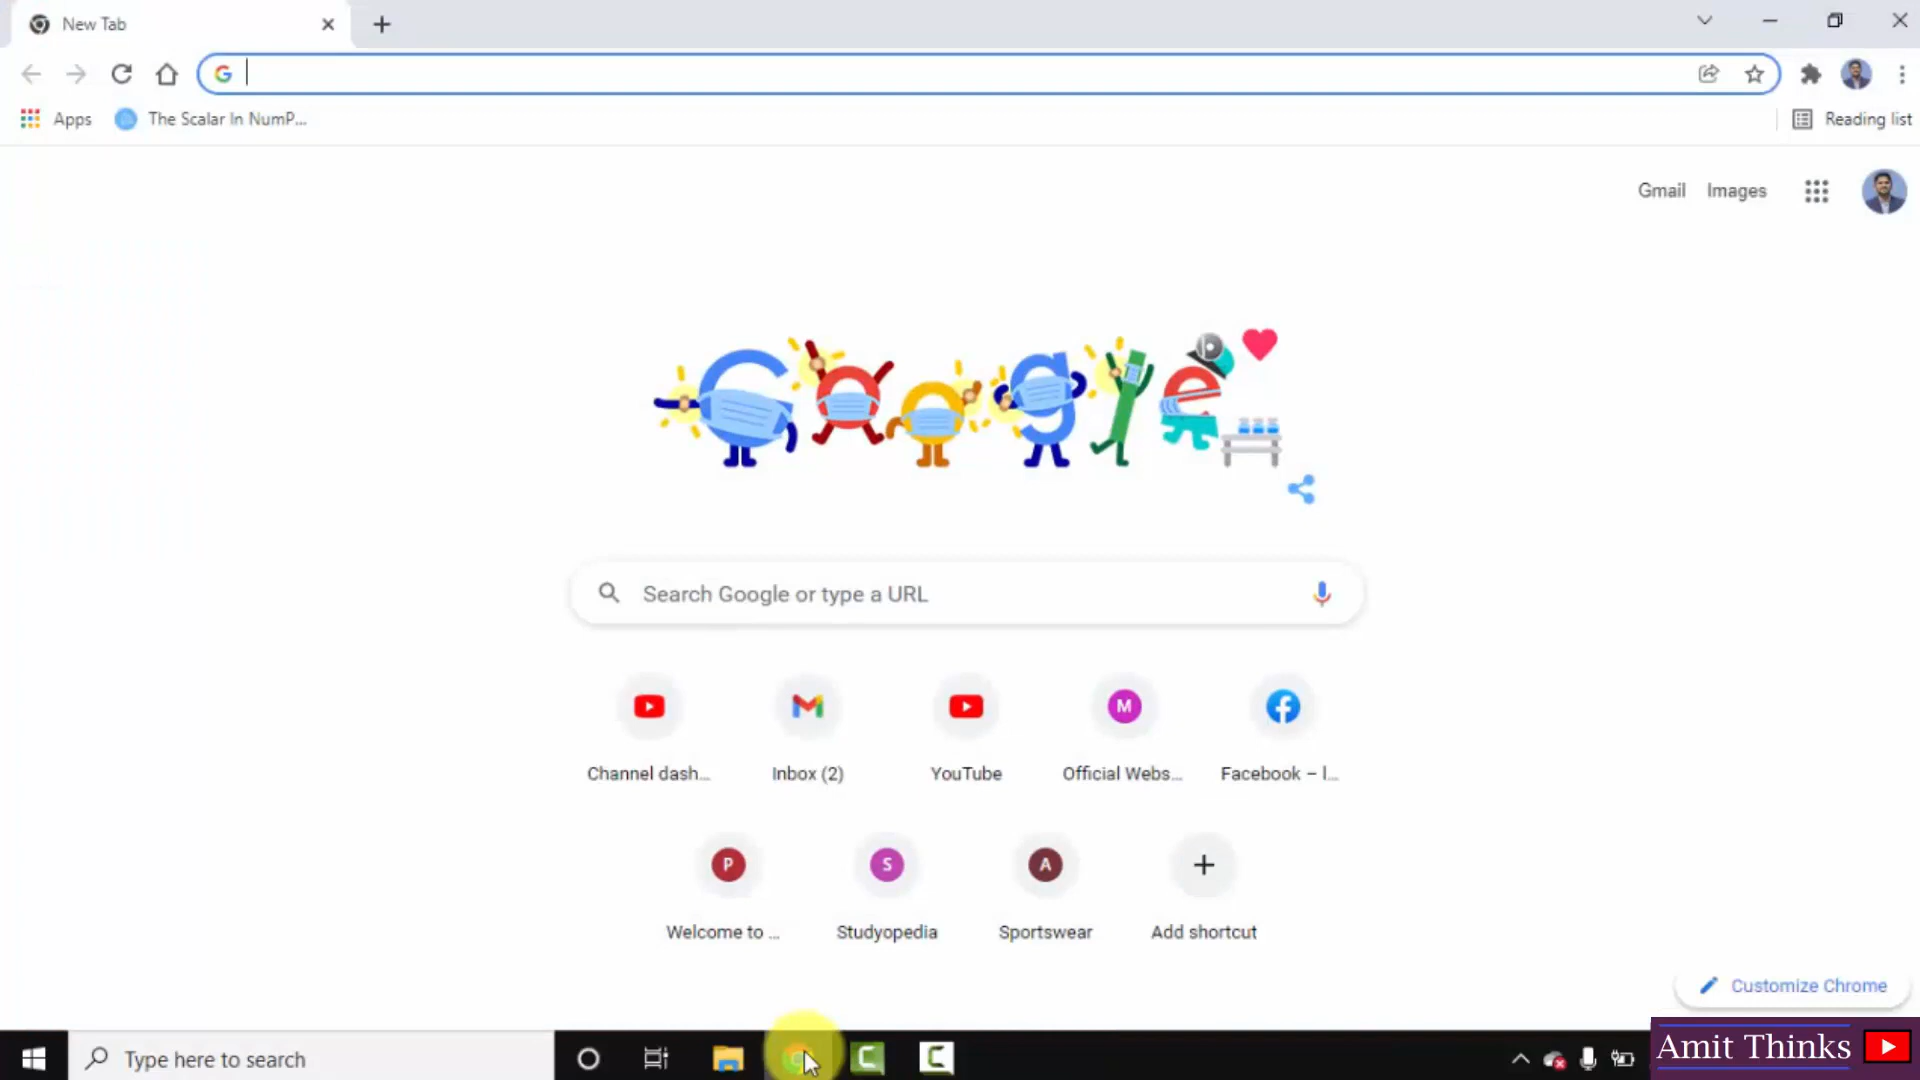 New Tab
Apps
The Scalar In NumP...
Reading list
Gmail
Images
Google
Search Google or type a URL
Channel dash...
Inbox (2)
YouTube
M
Official Webs...
Facebook – l...
P
Welcome to ...
S
Studyopedia
A
Sportswear
Add shortcut
Customize Chrome
Type here to search
Amit Thinks